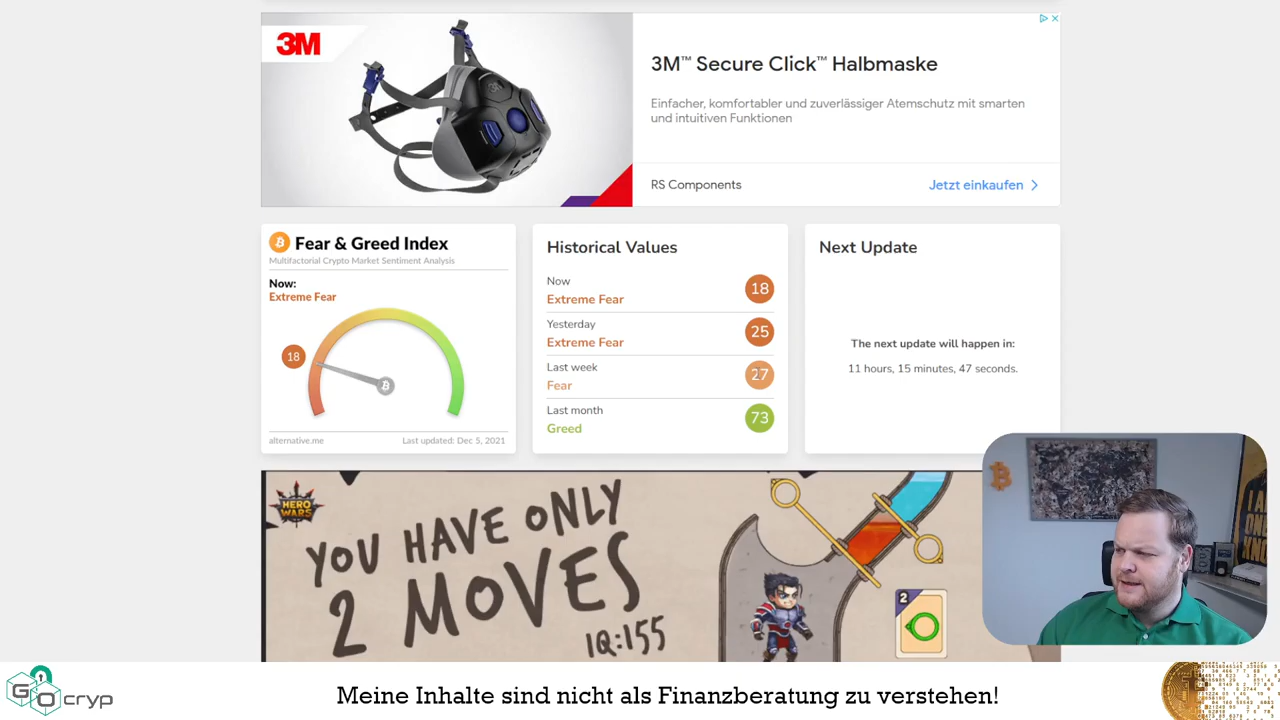 3M
3M™ Secure Click™ Halbmaske
Einfacher, komfortabler und zuverlässiger Atemschutz mit smarten
und intuitiven Funktionen
RS Components
Jetzt einkaufen
Fear & Greed Index
Multifactorial Crypto Market Sentiment Analysis
Now:
Extreme Fear
18
alternative.me
Last updated: Dec 5, 2021
Historical Values
Now
Extreme Fear
18
Yesterday
Extreme Fear
25
Last week
Fear
27
Last month
Greed
73
Next Update
The next update will happen in:
11 hours, 15 minutes, 47 seconds.
HERO
WARS
YOU HAVE ONLY
2 MOVES
IQ:155
2
GOcryp
Meine Inhalte sind nicht als Finanzberatung zu verstehen!